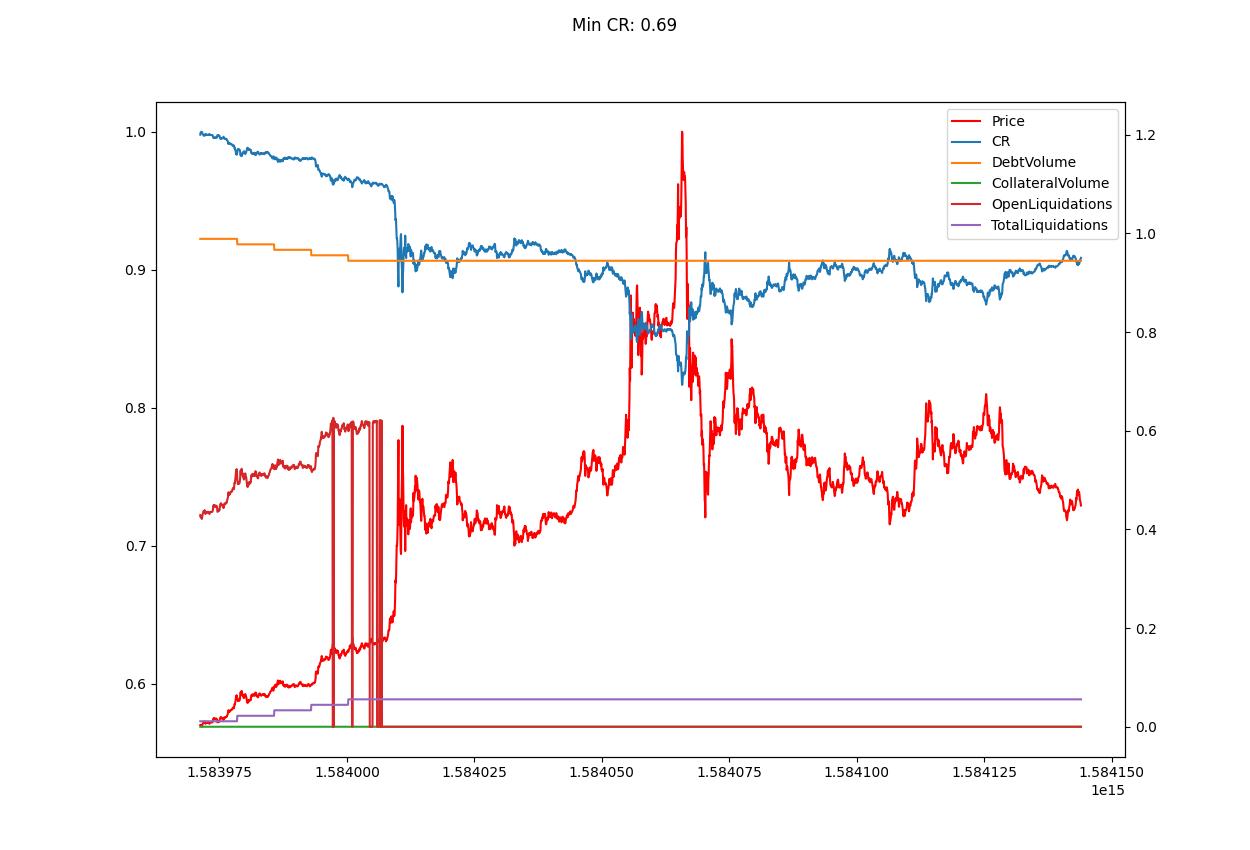 Min CR: 0.69
1.0
0.9
0.8
0.7
0.6
1.2
1.0
0.8
0.6
0.4
0.2
0.0
Price
CR
DebtVolume
CollateralVolume
OpenLiquidations
TotalLiquidations
1.583975 1.584000 1.584025 1.584050 1.584075 1.584100 1.584125 1.584150
1e15